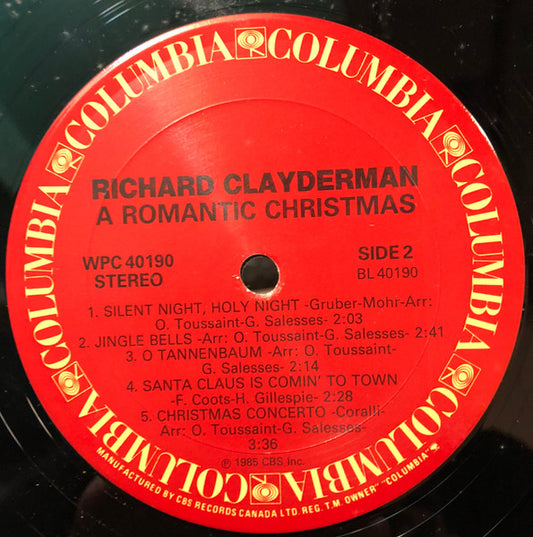 COLUMBIA COLUMBIA COLUMBIA COLUMBIA COLUMBIA COLUMBIA
RICHARD CLAYDERMAN
A ROMANTIC CHRISTMAS
WPC 40190
STEREO
SIDE 2
BL 40190
1. SILENT NIGHT, HOLY NIGHT -Gruber-Mohr-Arr:
O. Toussaint-G. Salesses- 2:03
2. JINGLE BELLS -Arr: O. Toussaint-G. Salesses- 2:41
3. O TANNENBAUM -Arr: O. Toussaint-
G. Salesses- 2:14
4. SANTA CLAUS IS COMIN' TO TOWN
-F. Coots-H. Gillespie- 2:28
5. CHRISTMAS CONCERTO -Coralli-
Arr: O. Toussaint-G. Salesses-
3:36
℗ 1985 CBS Inc.
MANUFACTURED BY CBS RECORDS CANADA LTD. REG. T.M. OWNER "COLUMBIA"